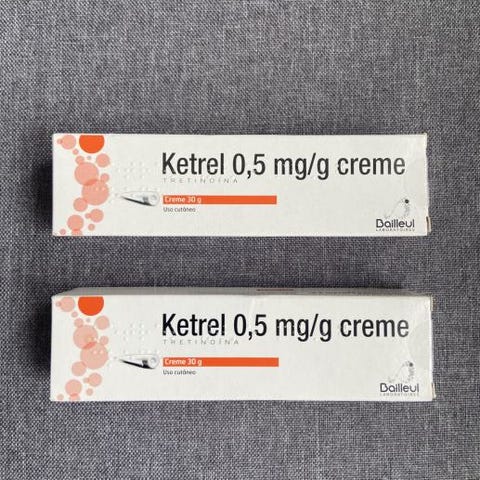 Ketrel 0,5 mg/g creme
TRETINOÍNA
Creme 30 g
Uso cutâneo
Bailleul
LABORATOIRES
Ketrel 0,5 mg/g creme
TRETINOÍNA
Creme 30 g
Uso cutâneo
Bailleul
LABORATOIRES